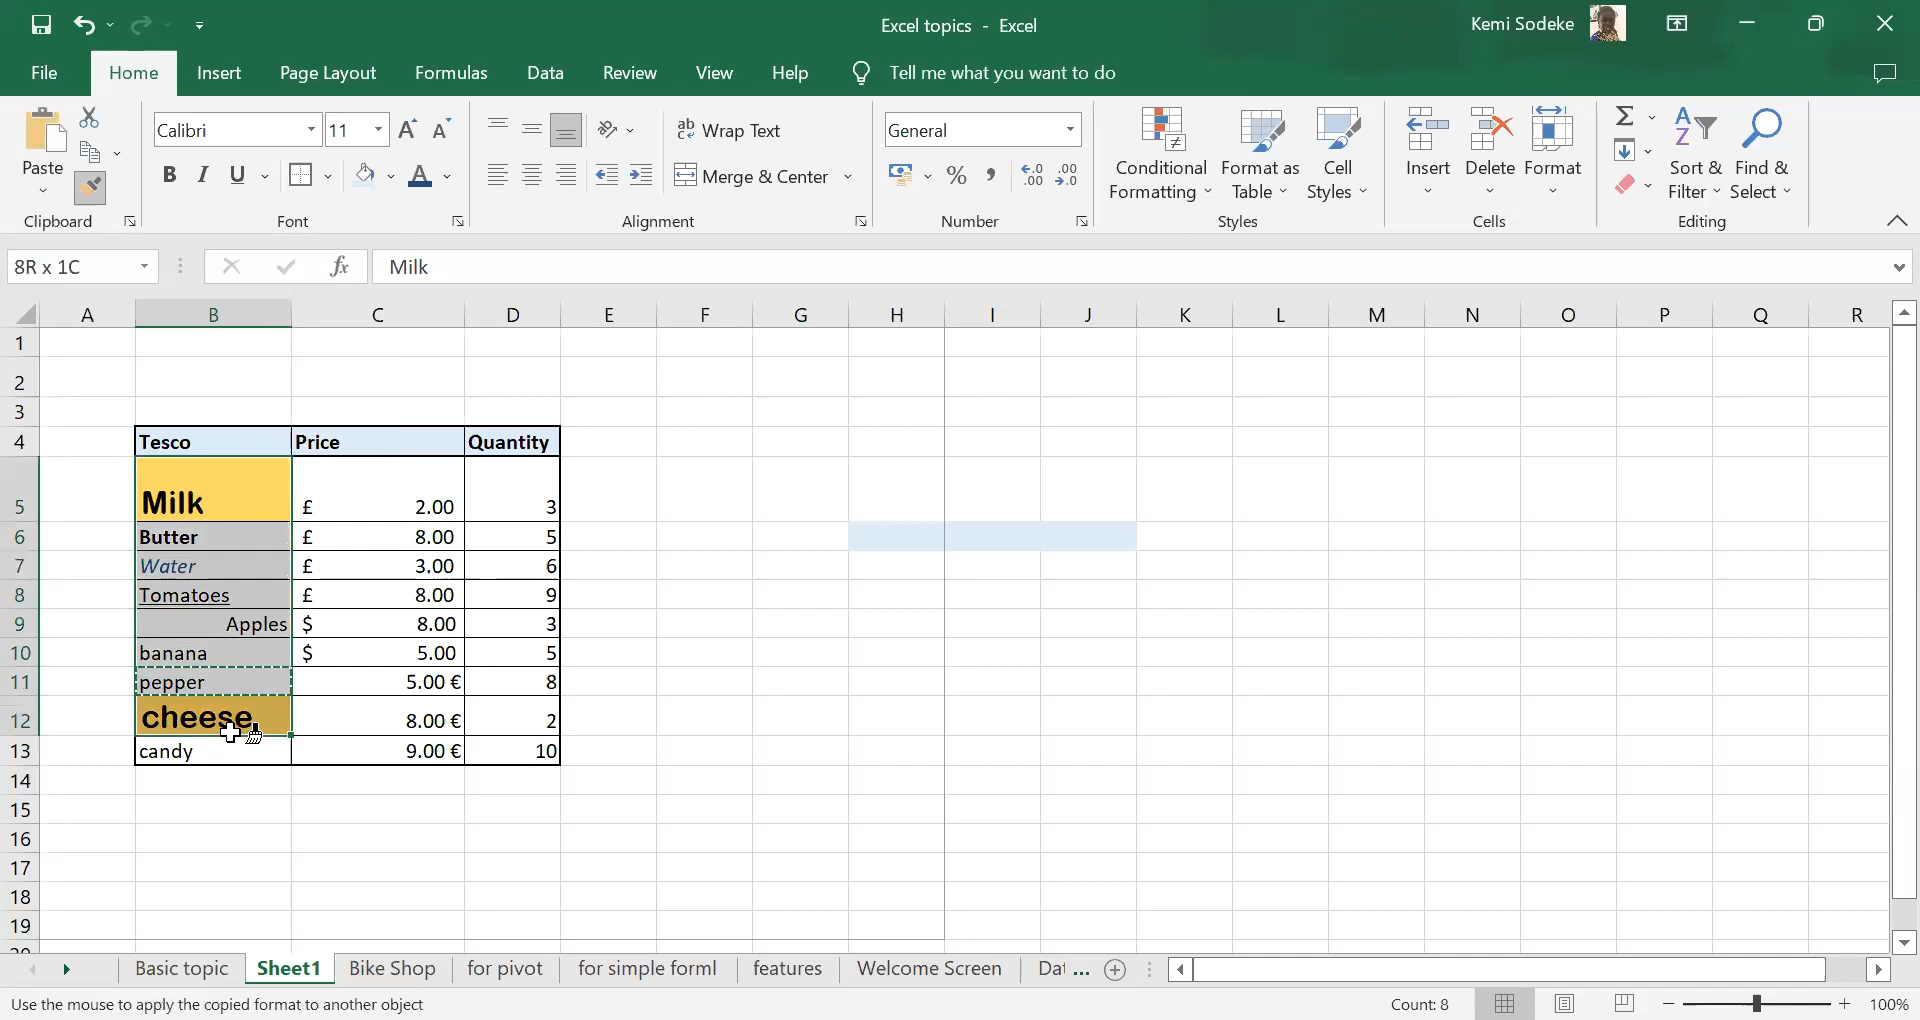 Excel topics - Excel
Kemi Sodeke
File Home Insert Page Layout Formulas Data Review View Help Tell me what you want to do
Calibri 11
ab Wrap Text
General
Paste
B I U A
Merge & Center
% , .00 .00
Conditional Formatting
Format as Table
Cell Styles
Insert Delete Format
Sort & Filter
Find & Select
Clipboard Font Alignment Number Styles Cells Editing
8R x 1C fx Milk
A B C D E F G H I J K L M N O P Q R
1
2
3
4 Tesco Price Quantity
5 Milk £ 2.00 3
6 Butter £ 8.00 5
7 Water £ 3.00 6
8 Tomatoes £ 8.00 9
9 Apples $ 8.00 3
10 banana $ 5.00 5
11 pepper 5.00 € 8
12 cheese 8.00 € 2
13 candy 9.00 € 10
14
15
16
17
18
19
20
Basic topic Sheet1 Bike Shop for pivot for simple forml features Welcome Screen Dat ...
Use the mouse to apply the copied format to another object Count: 8 100%